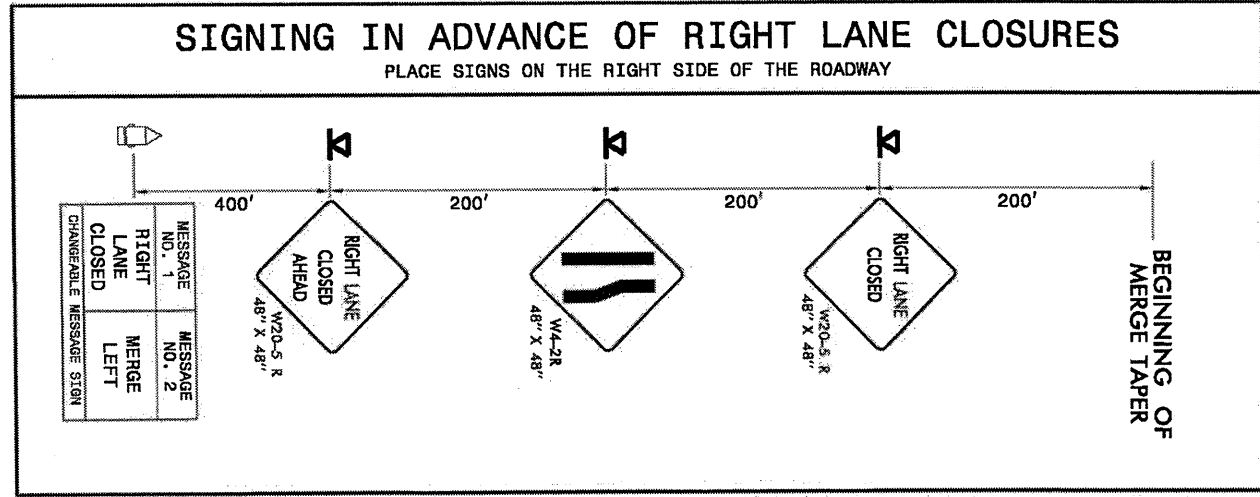 SIGNING IN ADVANCE OF RIGHT LANE CLOSURES
PLACE SIGNS ON THE RIGHT SIDE OF THE ROADWAY
400'
200'
200'
200'
MESSAGE
NO. 1
RIGHT
LANE
CLOSED
MESSAGE
NO. 2
MERGE
LEFT
CHANGEABLE MESSAGE SIGN
RIGHT LANE
CLOSED
AHEAD
W20-5 R
48" X 48"
W4-2R
48" X 48"
RIGHT LANE
CLOSED
W20-5 R
48" X 48"
BEGINNING OF
MERGE TAPER